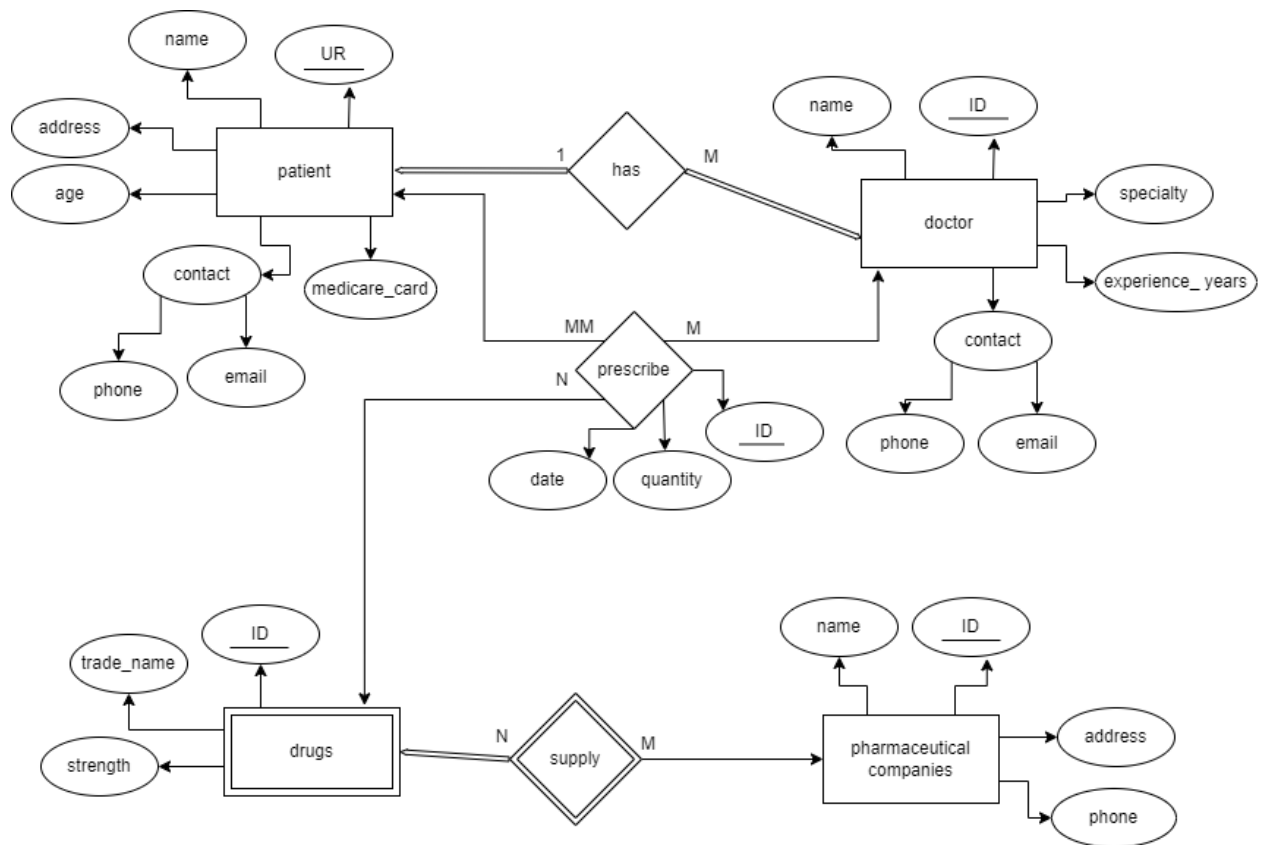 name
UR
address
patient
age
contact
medicare_card
phone
email
1
has
M
name
ID
specialty
doctor
experience_ years
contact
phone
email
MM
M
prescribe
N
ID
date
quantity
ID
trade_name
drugs
strength
N
supply
M
name
ID
pharmaceutical
companies
address
phone